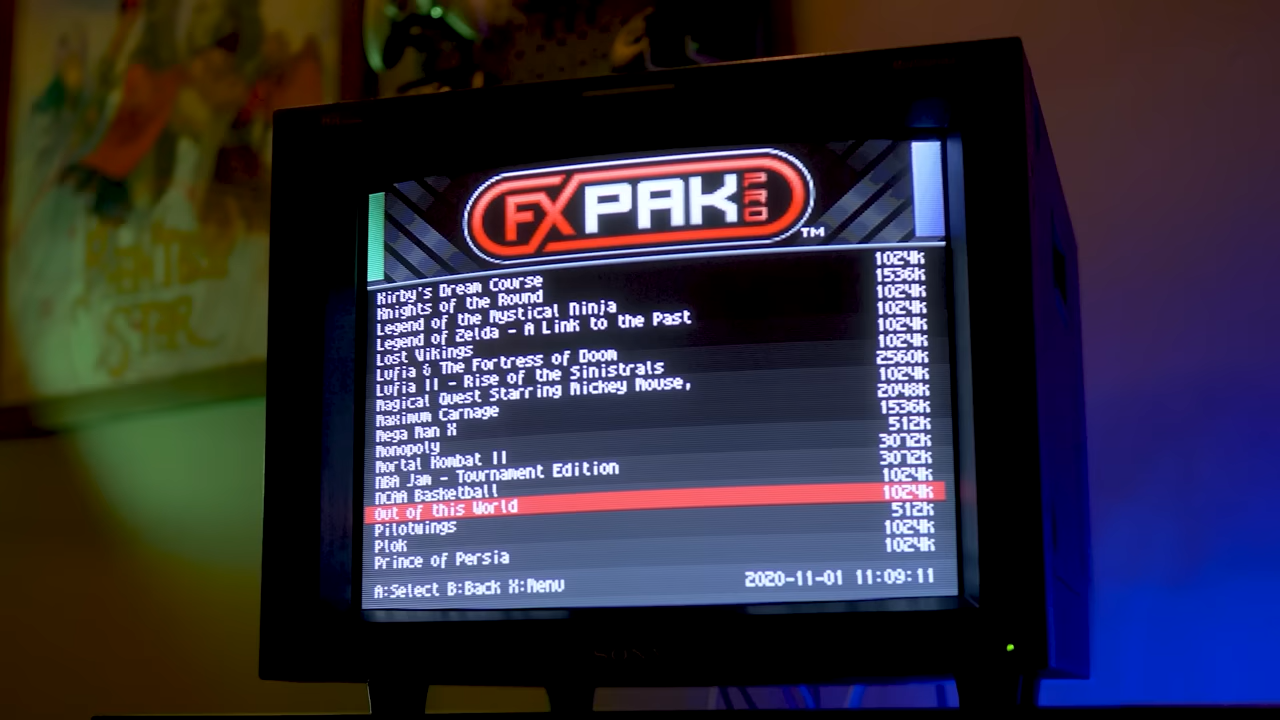 FXPAK PRO ™
Kirby's Dream Course 1024k
Knights of the Round 1536k
Legend of the Mystical Ninja 1024k
Legend of Zelda - A Link to the Past 1024k
Lost Vikings 1024k
Lufia & The Fortress of Doom 1024k
Lufia II - Rise of the Sinistrals 2560k
Magical Quest Starring Mickey Mouse, 1024k
Maximum Carnage 2048k
Mega Man X 1536k
Monopoly 512k
Mortal Kombat II 3072k
NBA Jam - Tournament Edition 3072k
NCAA Basketball 1024k
Out of this World 1024k
PilotWings 512k
Plok 1024k
Prince of Persia 1024k
A:Select B:Back X:Menu 2020-11-01 11:09:11
SONY
STAR